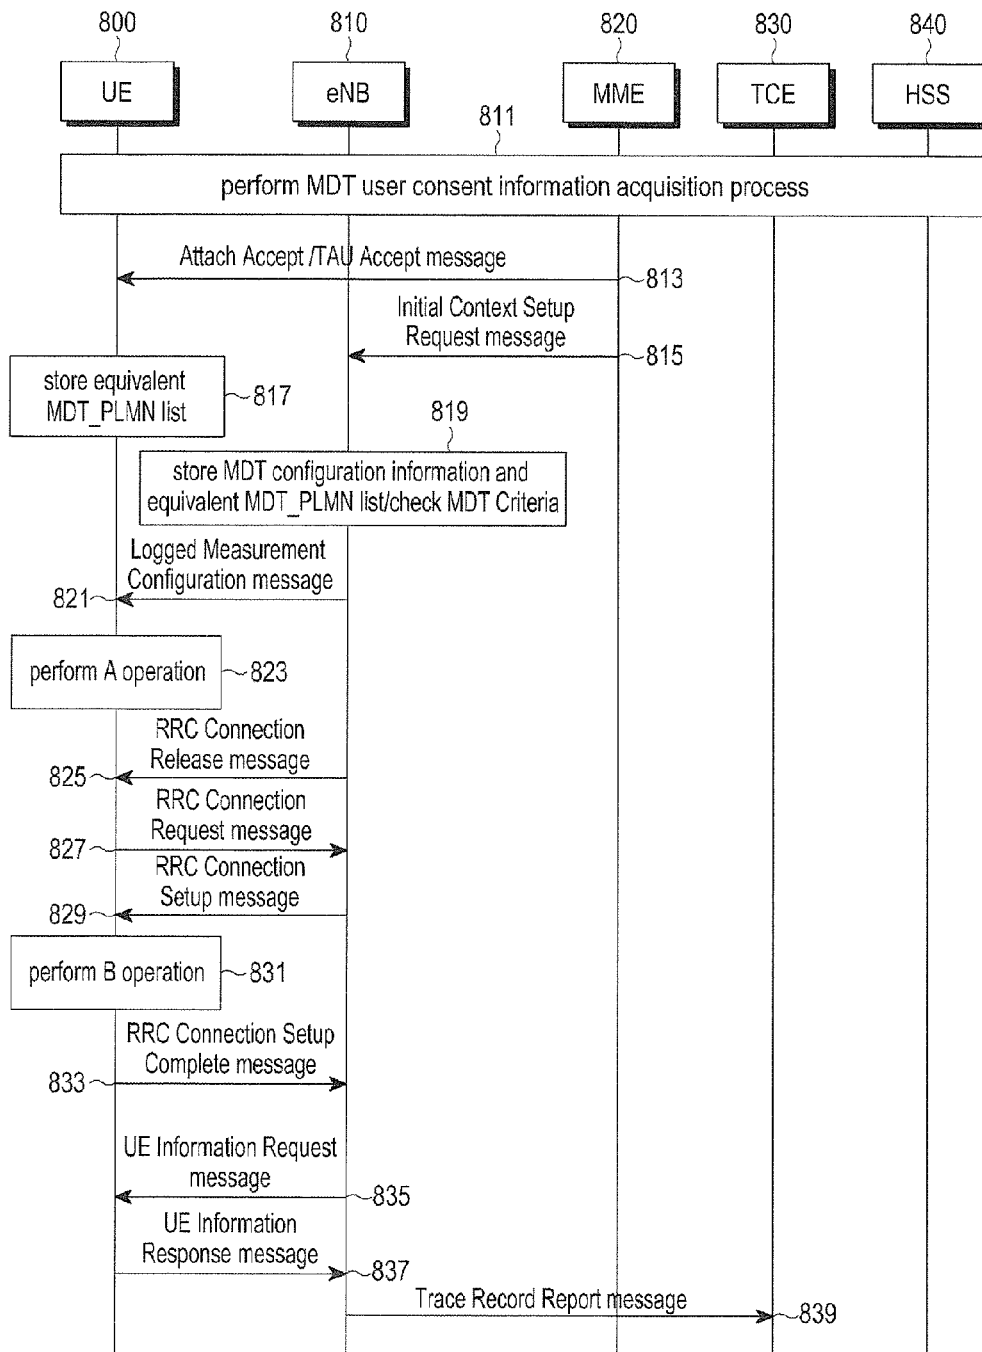 800
810
820
830
840
UE
eNB
MME
TCE
HSS
811
perform MDT user consent information acquisition process
Attach Accept /TAU Accept message
813
Initial Context Setup
Request message
815
store equivalent
MDT_PLMN list
817
819
store MDT configuration information and
equivalent MDT_PLMN list/check MDT Criteria
Logged Measurement
Configuration message
821
perform A operation
823
RRC Connection
Release message
825
RRC Connection
Request message
827
RRC Connection
Setup message
829
perform B operation
831
RRC Connection Setup
Complete message
833
UE Information Request
message
835
UE Information
Response message
837
Trace Record Report message
839